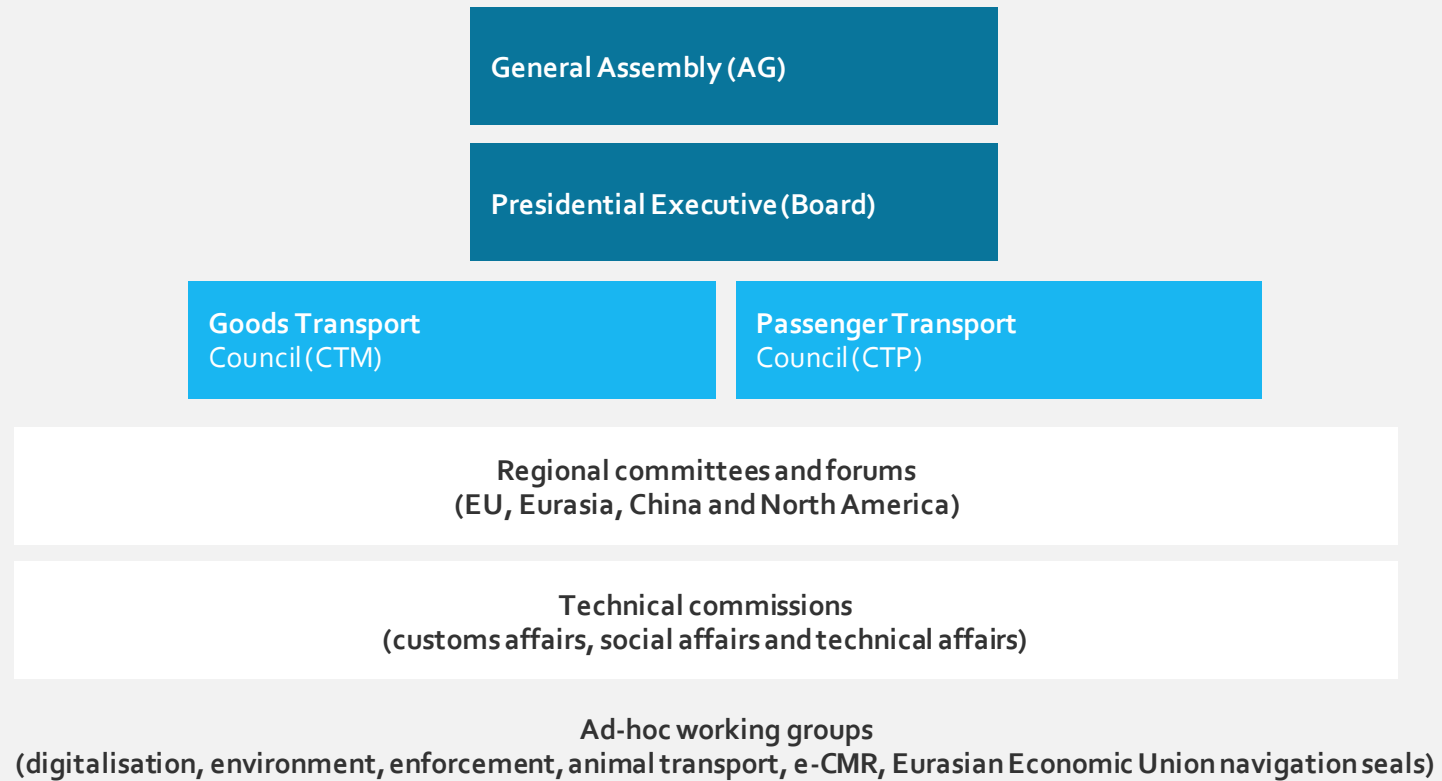 General Assembly (AG)
Presidential Executive (Board)
Goods Transport
Council (CTM)
Passenger Transport
Council (CTP)
Regional committees and forums
(EU, Eurasia, China and North America)
Technical commissions
(customs affairs, social affairs and technical affairs)
Ad-hoc working groups
(digitalisation, environment, enforcement, animal transport, e-CMR, Eurasian Economic Union navigation seals)